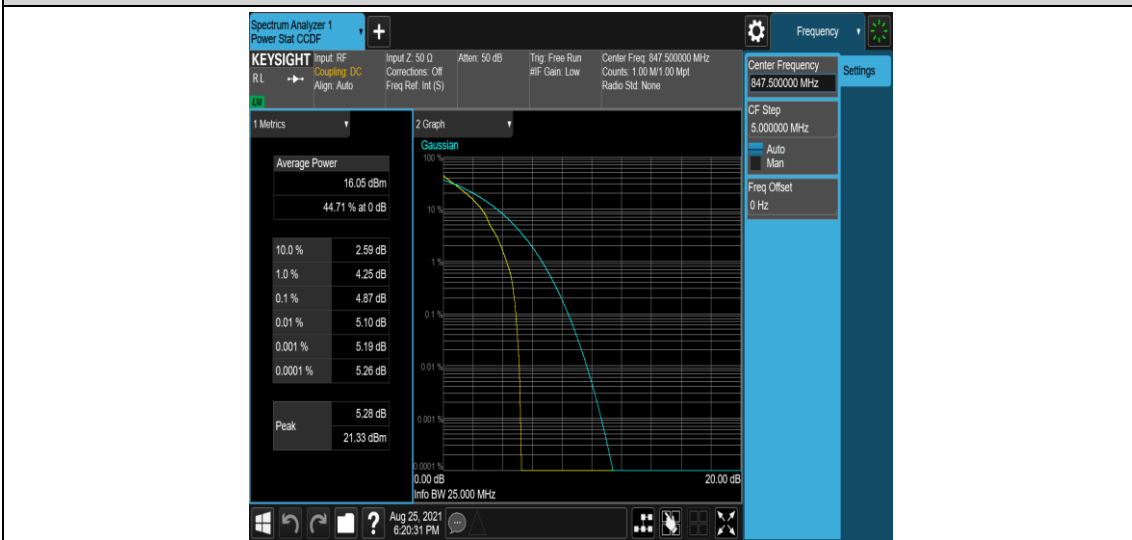 Spectrum Analyzer 1
Power Stat CCDF
+
Frequency
KEYSIGHT
RL
LNI
Input: RF
Coupling: DC
Align: Auto
Input Z: 50 Ω
Corrections: Off
Freq Ref: Int (S)
Atten: 50 dB
Trig: Free Run
#IF Gain: Low
Center Freq: 847.500000 MHz
Counts: 1.00 M/1.00 Mpt
Radio Std: None
Center Frequency
847.500000 MHz
Settings
CF Step
5.000000 MHz
Auto
Man
Freq Offset
0 Hz
1 Metrics
Average Power
16.05 dBm
44.71 % at 0 dB
10.0 % 2.59 dB
1.0 % 4.25 dB
0.1 % 4.87 dB
0.01 % 5.10 dB
0.001 % 5.19 dB
0.0001 % 5.26 dB
Peak
5.28 dB
21.33 dBm
2 Graph
Gaussian
100 %
10 %
1 %
0.1 %
0.01 %
0.001 %
0.0001 %
0.00 dB
20.00 dB
Info BW 25.000 MHz
?
Aug 25, 2021
6:20:31 PM